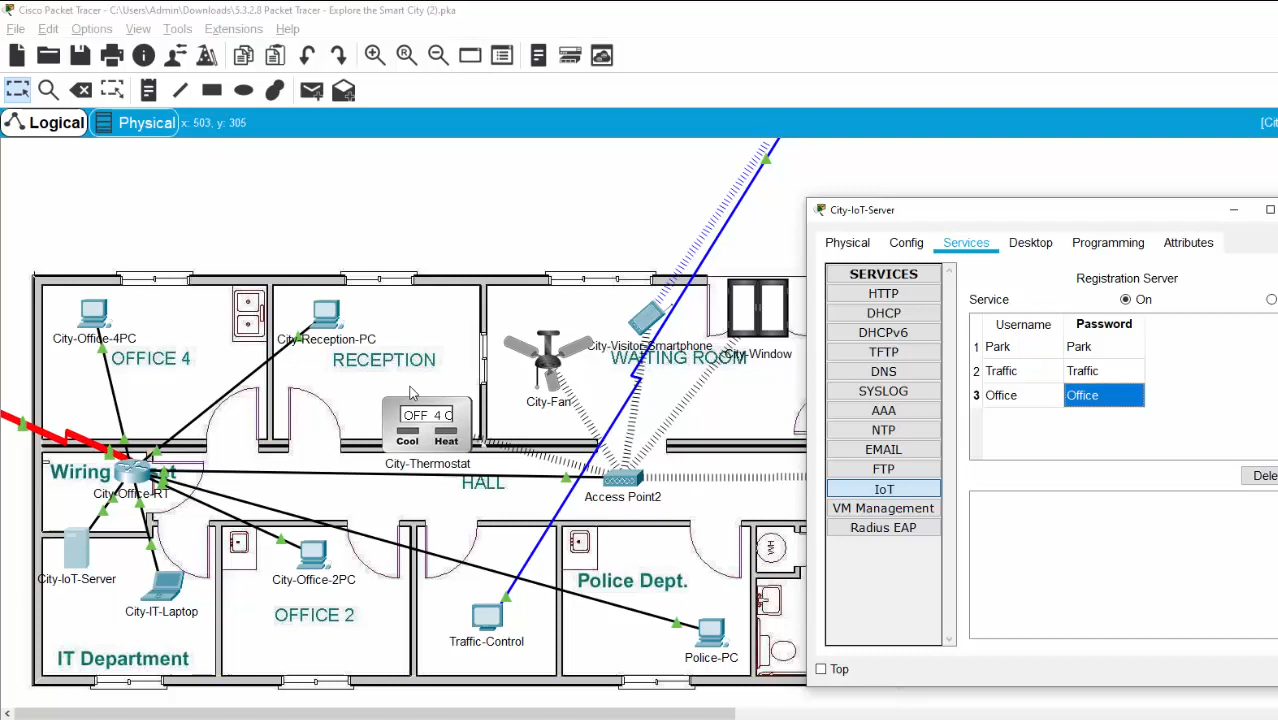 Cisco Packet Tracer - C:\Users\Admin\Downloads\5.3.2.8 Packet Tracer - Explore the Smart City (2).pka
File Edit Options View Tools Extensions Help
Logical Physical x: 503, y: 305 [Cit
City-Office-4PC
OFFICE 4
City-Reception-PC
RECEPTION
City-Visitor-Smartphone
WAITING ROOM
City-Window
City-Fan
OFF 4 C
Cool Heat
City-Thermostat
City-Office-RT
HALL
Access Point2
City-IoT-Server
City-IT-Laptop
IT Department
City-Office-2PC
OFFICE 2
Traffic-Control
Police Dept.
Police-PC
WH
City-IoT-Server
Physical Config Services Desktop Programming Attributes
SERVICES
HTTP
DHCP
DHCPv6
TFTP
DNS
SYSLOG
AAA
NTP
EMAIL
FTP
IoT
VM Management
Radius EAP
Registration Server
Service On
Username Password
1 Park Park
2 Traffic Traffic
3 Office Office
Dele
Top